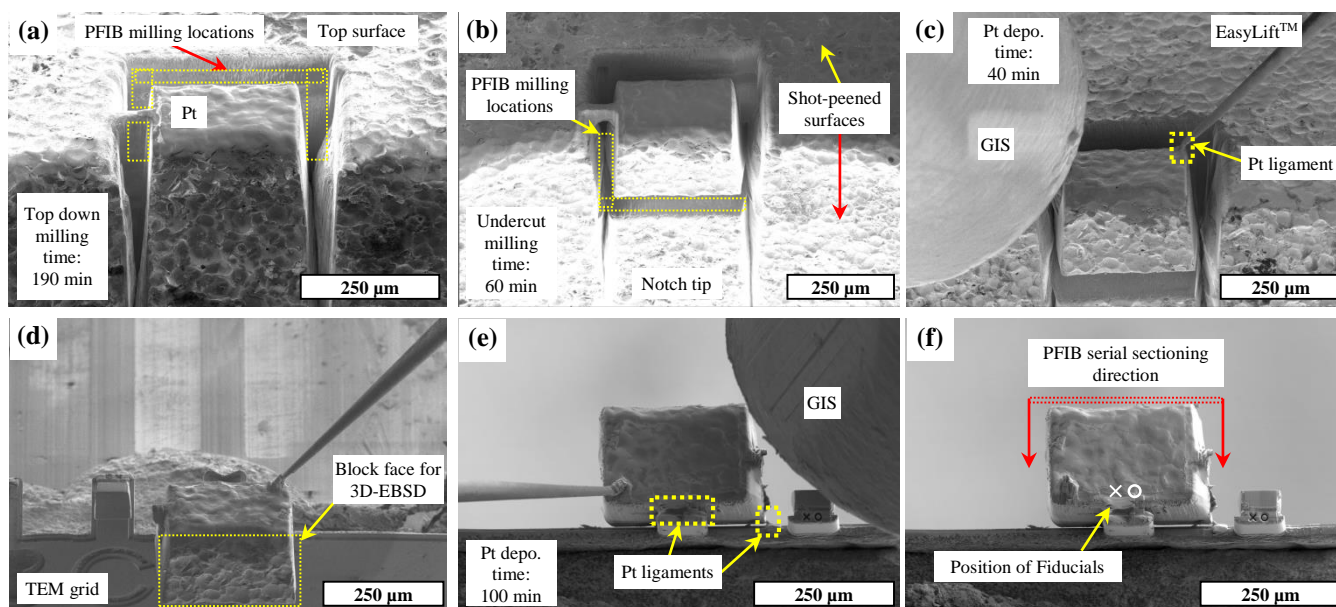 (a)
PFIB milling locations
Top surface
Pt
Top down
milling
time:
190 min
250 μm
(b)
PFIB milling
locations
Shot-peened
surfaces
Undercut
milling
time:
60 min
Notch tip
250 μm
(c)
Pt depo.
time:
40 min
EasyLift™
GIS
Pt ligament
250 μm
(d)
Block face for
3D-EBSD
TEM grid
250 μm
(e)
GIS
Pt depo.
time:
100 min
Pt ligaments
250 μm
(f)
PFIB serial sectioning
direction
Position of Fiducials
250 μm